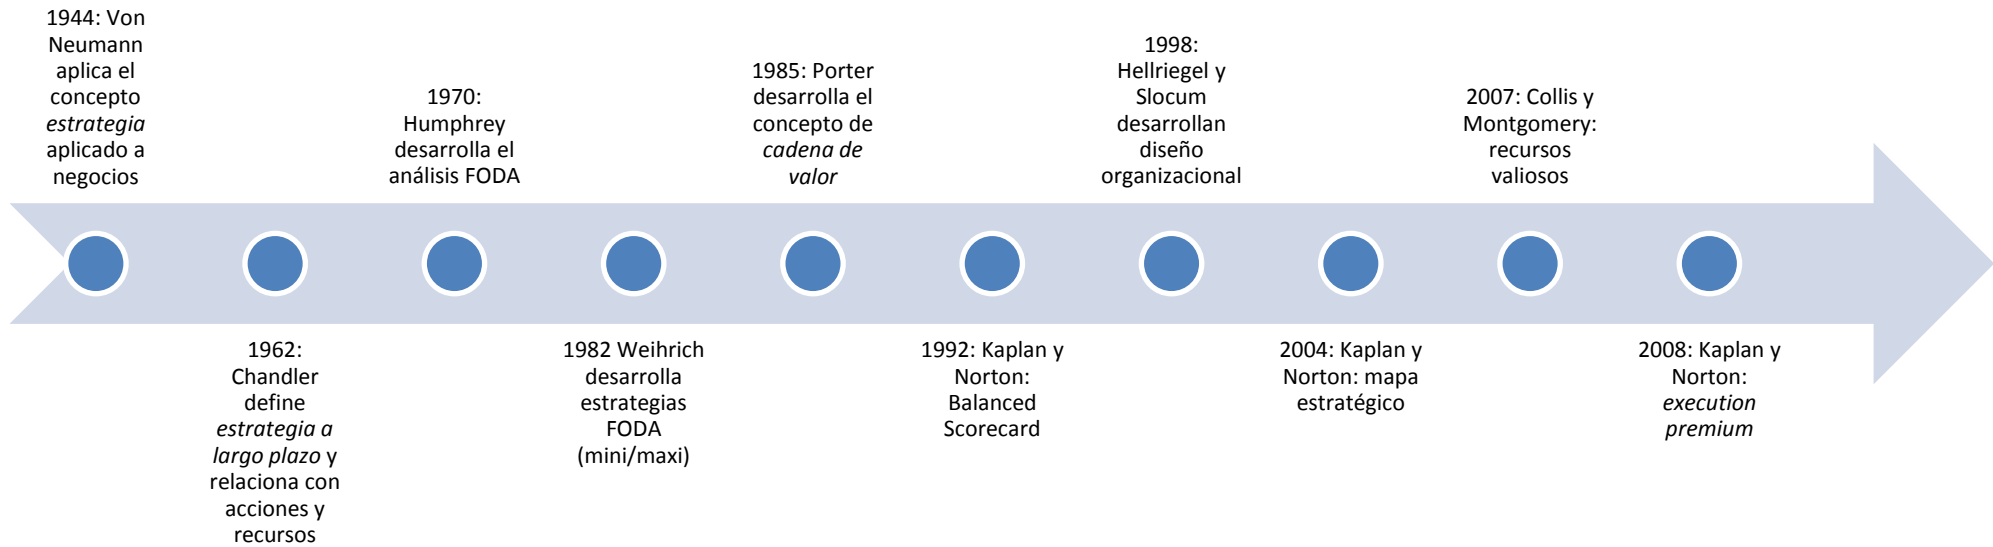 1944: Von
Neumann
aplica el
concepto
estrategia
aplicado a
negocios
1962:
Chandler
define
estrategia a
largo plazo y
relaciona con
acciones y
recursos
1970:
Humphrey
desarrolla el
análisis FODA
1982 Weihrich
desarrolla
estrategias
FODA
(mini/maxi)
1985: Porter
desarrolla el
concepto de
cadena de
valor
1992: Kaplan y
Norton:
Balanced
Scorecard
1998:
Hellriegel y
Slocum
desarrollan
diseño
organizacional
2004: Kaplan y
Norton: mapa
estratégico
2007: Collis y
Montgomery:
recursos
valiosos
2008: Kaplan y
Norton:
execution
premium